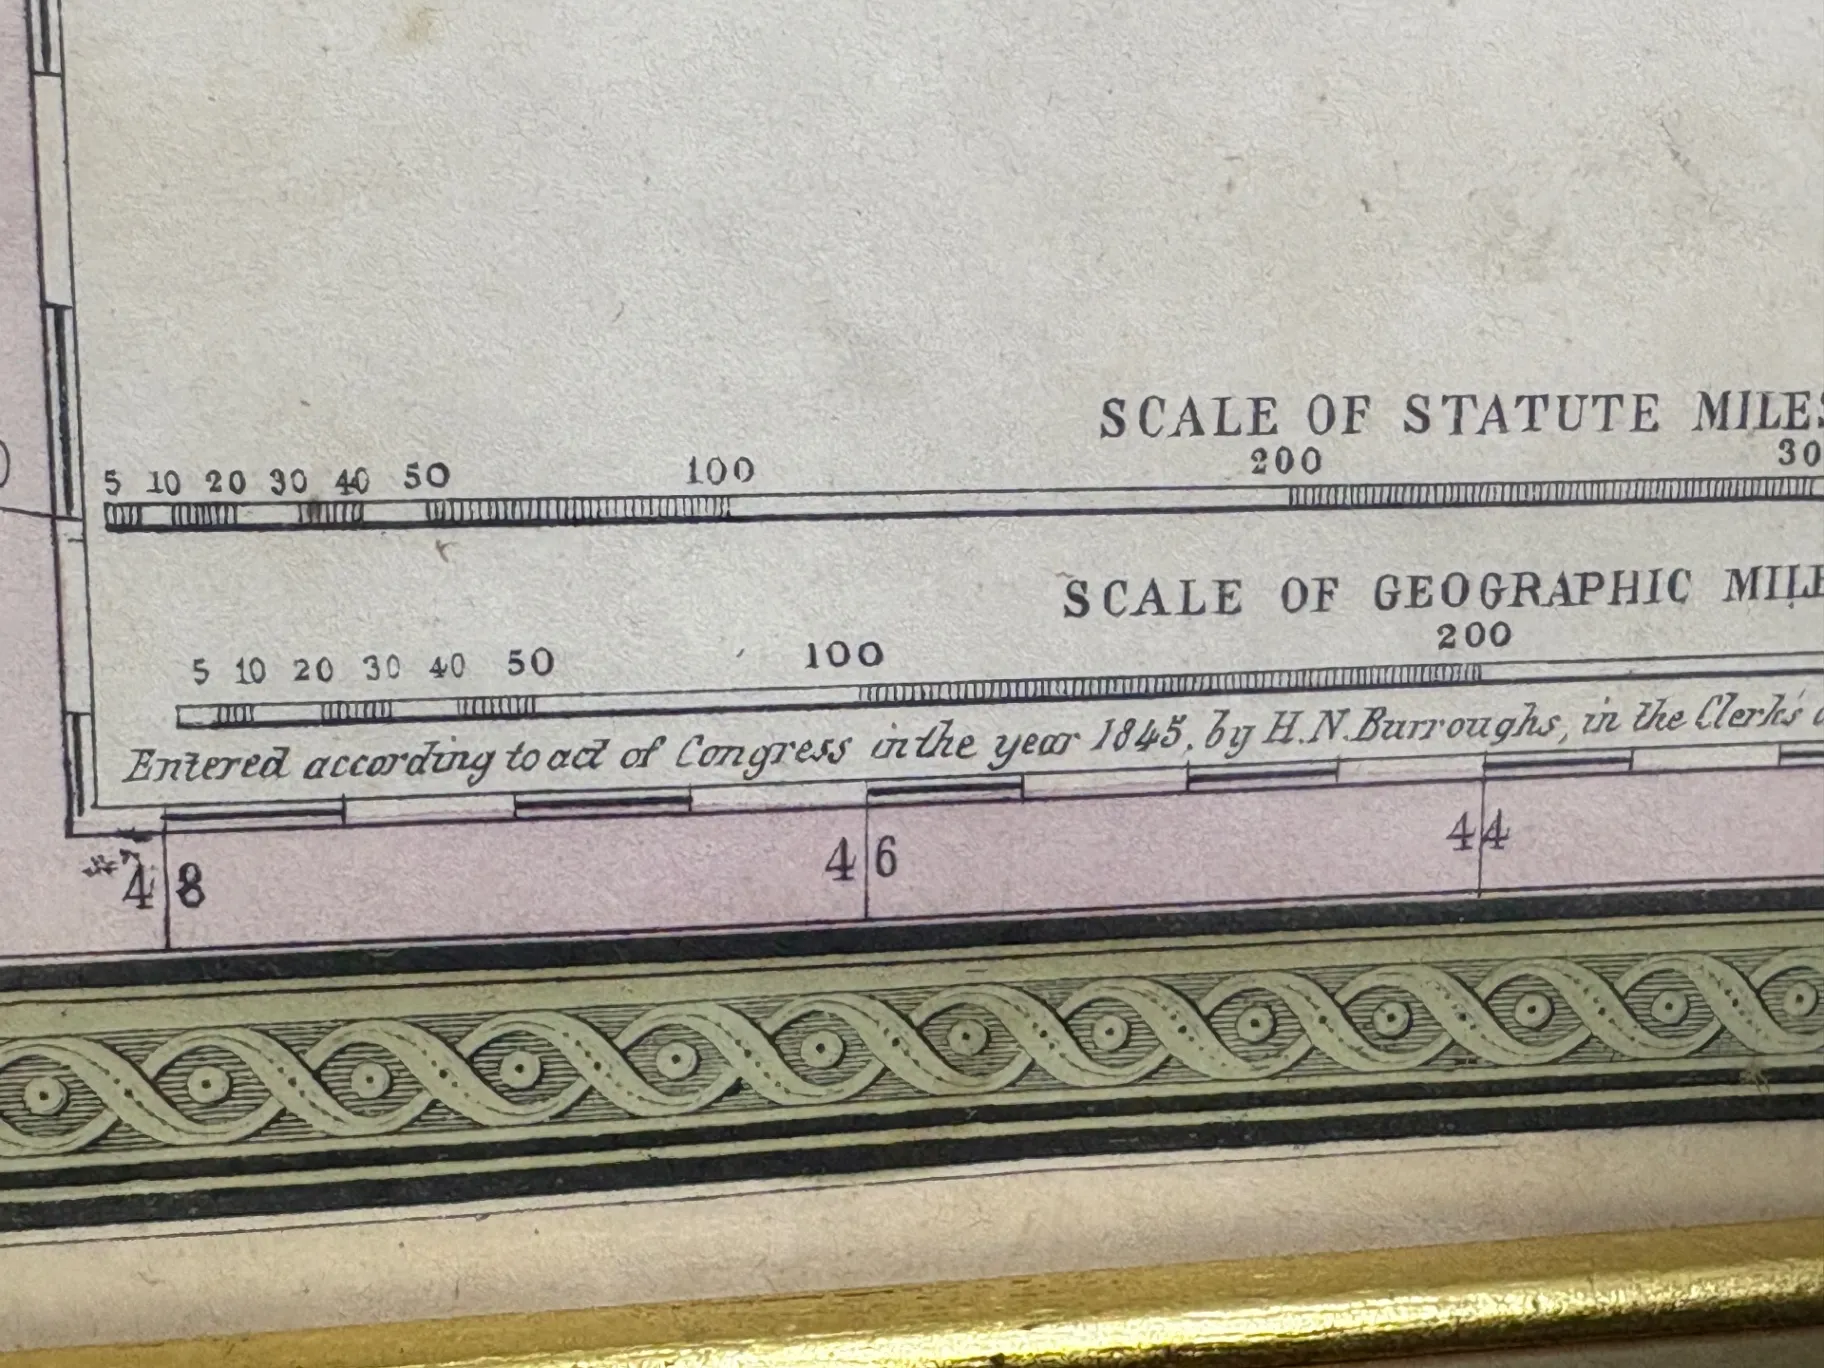 SCALE OF STATUTE MILES
5 10 20 30 40 50 100 200 30
SCALE OF GEOGRAPHIC MILE
5 10 20 30 40 50 100 200
Entered according to act of Congress in the year 1845, by H.N. Burroughs, in the Clerk's
48 46 44